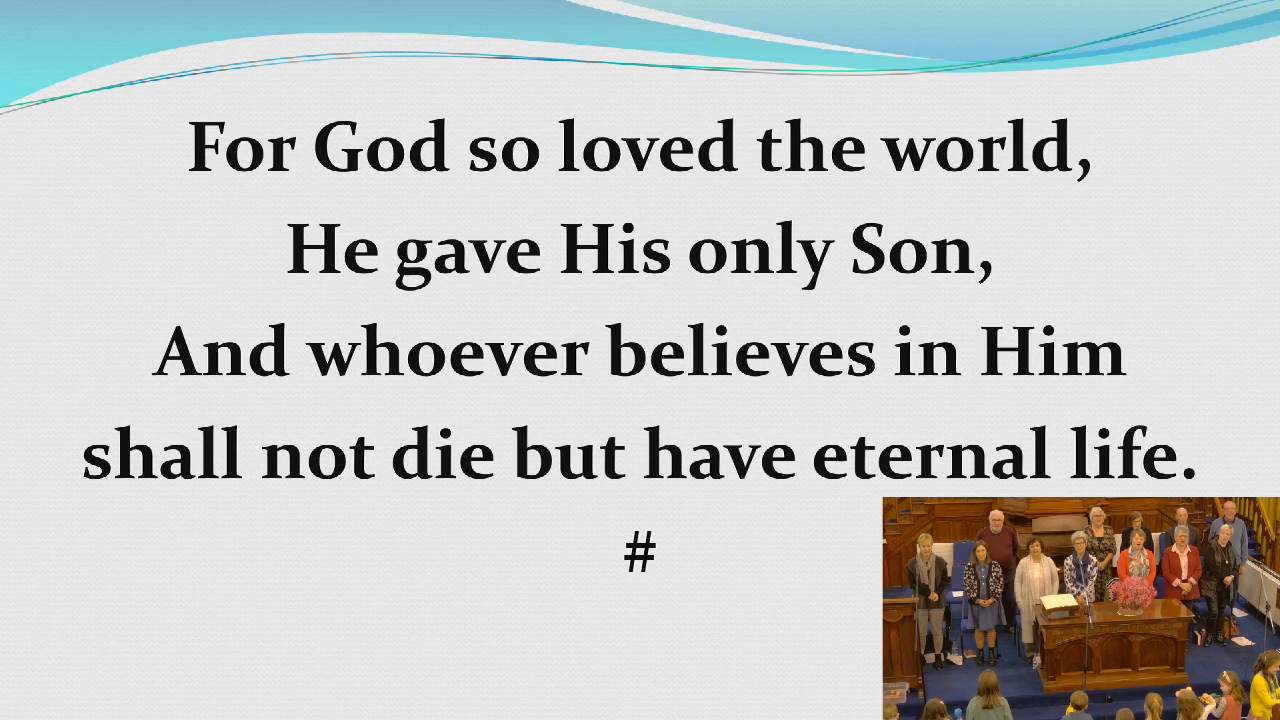 For God so loved the world,
He gave His only Son,
And whoever believes in Him
shall not die but have eternal life.
#